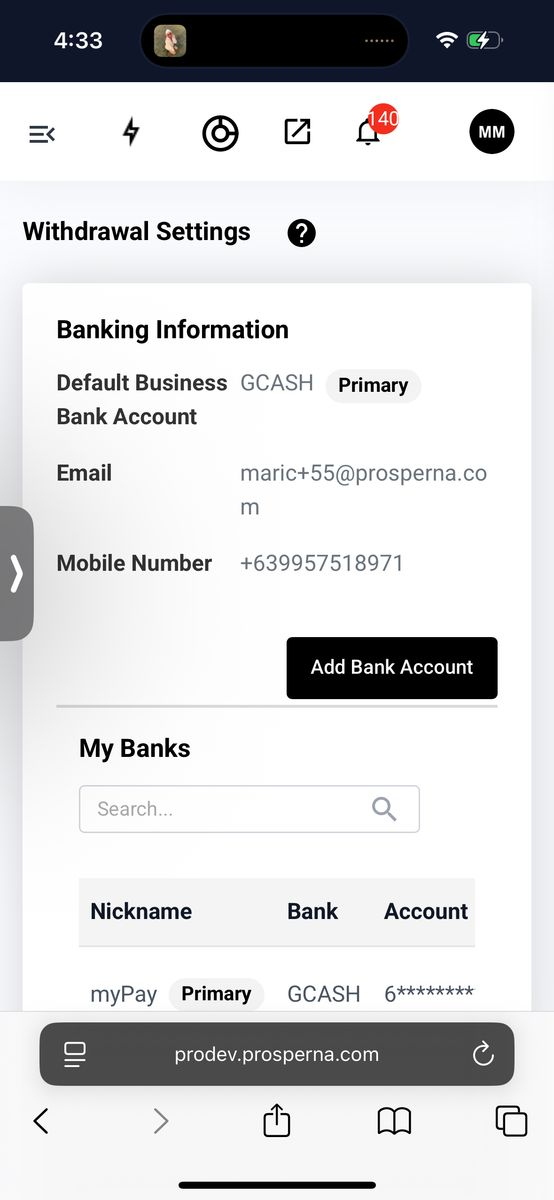 4:33
140
MM
Withdrawal Settings
Banking Information
Default Business GCASH Primary
Bank Account
Email maric+55@prosperna.co
m
Mobile Number +639957518971
Add Bank Account
My Banks
Search...
Nickname Bank Account
myPay Primary GCASH 6********
prodev.prosperna.com